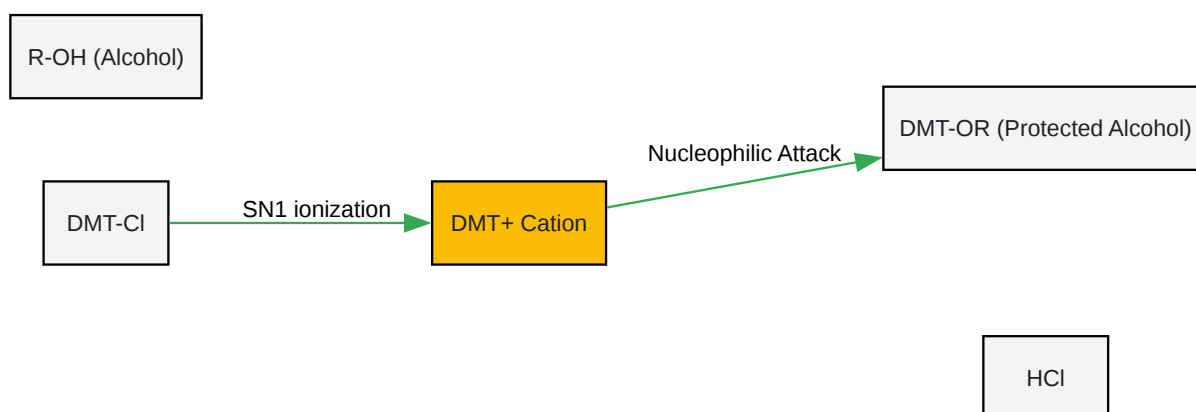 R-OH (Alcohol)
DMT-Cl
SN1 ionization
DMT+ Cation
Nucleophilic Attack
DMT-OR (Protected Alcohol)
HCl